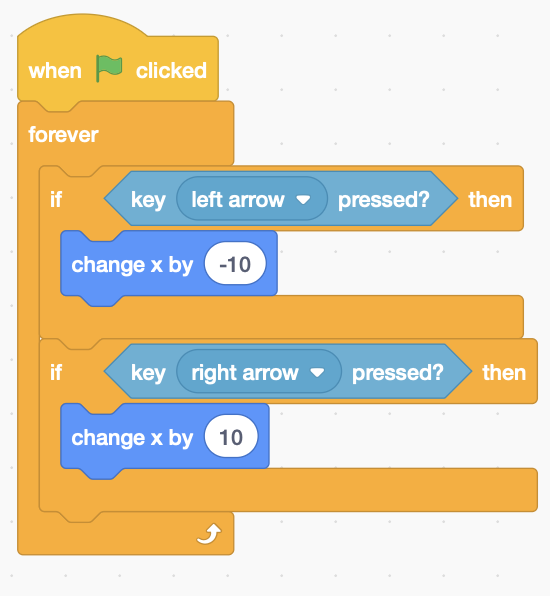 when clicked
forever
if key left arrow pressed? then
change x by -10
if key right arrow pressed? then
change x by 10